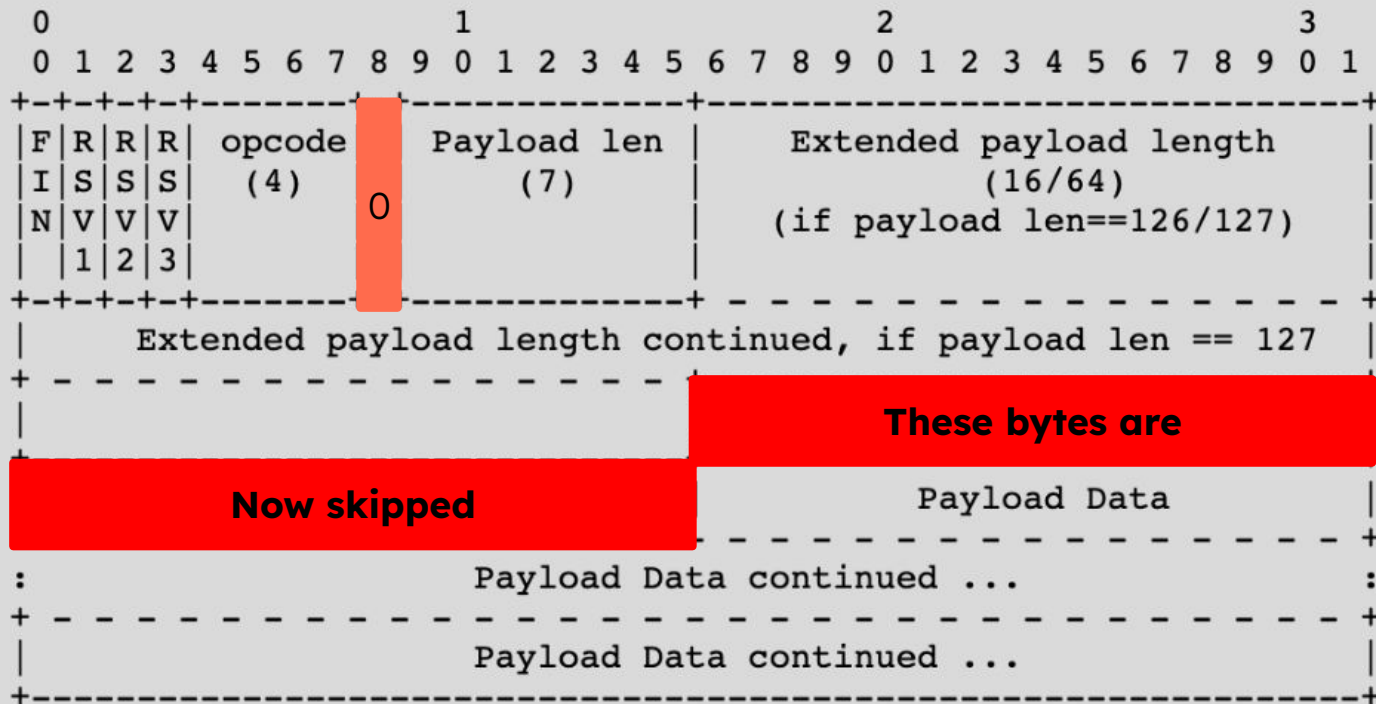 0 1 2 3
0 1 2 3 4 5 6 7 8 9 0 1 2 3 4 5 6 7 8 9 0 1 2 3 4 5 6 7 8 9 0 1
+-+-+-+-+-------+-+-------------+-------------------------------+
|F|R|R|R| opcode 0 Payload len | Extended payload length |
|I|S|S|S| (4) (7) | (16/64) |
|N|V|V|V| | (if payload len==126/127) |
| |1|2|3| | |
+-+-+-+-+-------+-+-------------+ - - - - - - - - - - - - - - - +
| Extended payload length continued, if payload len == 127 |
+ - - - - - - - - - - - - - - - +
| These bytes are
+-------------------------------
Now skipped Payload Data |
- - - - - - - - - - - - - - - - +
: Payload Data continued ... :
+ - - - - - - - - - - - - - - - - - - - - - - - - - - - - - - - +
| Payload Data continued ... |
+---------------------------------------------------------------+